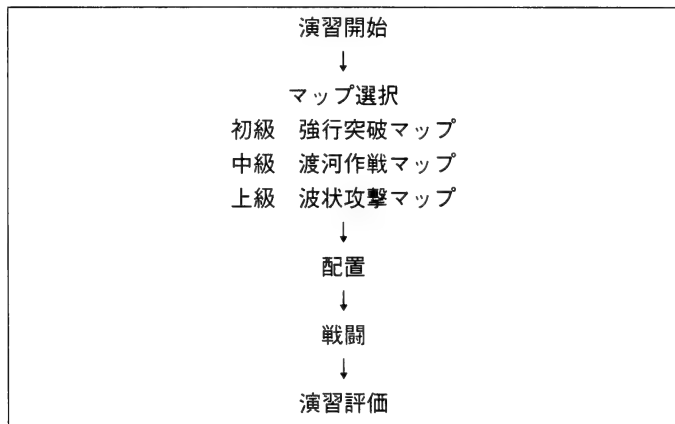 演習開始
↓
マップ選択
初級　強行突破マップ
中級　渡河作戦マップ
上級　波状攻撃マップ
↓
配置
↓
戦闘
↓
演習評価